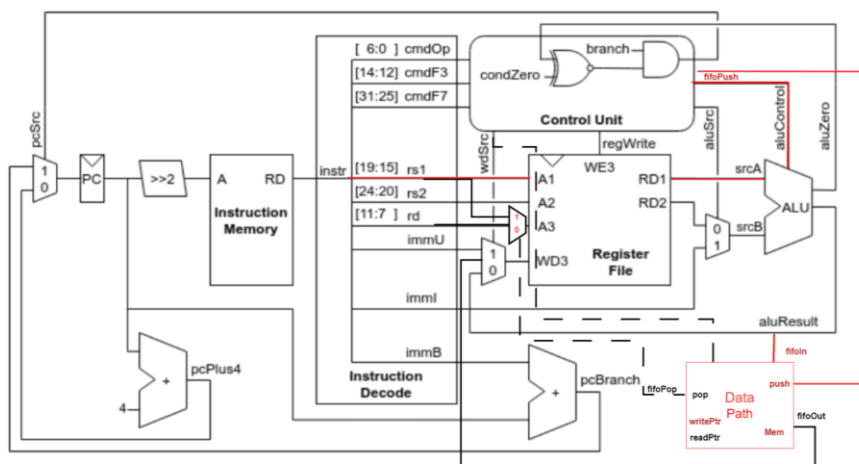 [ 6:0] cmdOp
[14:12] cmdF3
[31:25] cmdF7
branch
condZero
Control Unit
fifoPush
aluControl
aluZero
pcSrc
wdSrc
regWrite
aluSrc
1
0
PC
>>2
A RD
Instruction
Memory
instr
[19:15] rs1
[24:20] rs2
[11:7 ] rd
immU
immI
immB
Instruction
Decode
1
0
1
0
A1
A2
A3
WD3
WE3
RD1
RD2
Register
File
srcA
srcB
0
1
ALU
aluResult
pcPlus4
+
4
+
pcBranch
fifoPop
fifoIn
push
pop
Data
Path
writePtr
readPtr
Mem
fifoOut